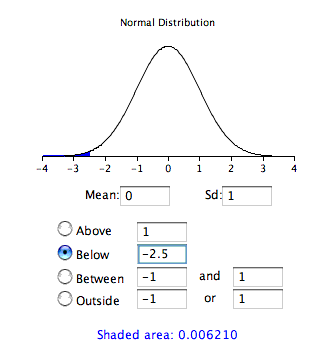 Normal Distribution
-4 -3 -2 -1 0 1 2 3 4
Mean: 0 Sd: 1
Above 1
Below -2.5
Between -1 and 1
Outside -1 or 1
Shaded area: 0.006210